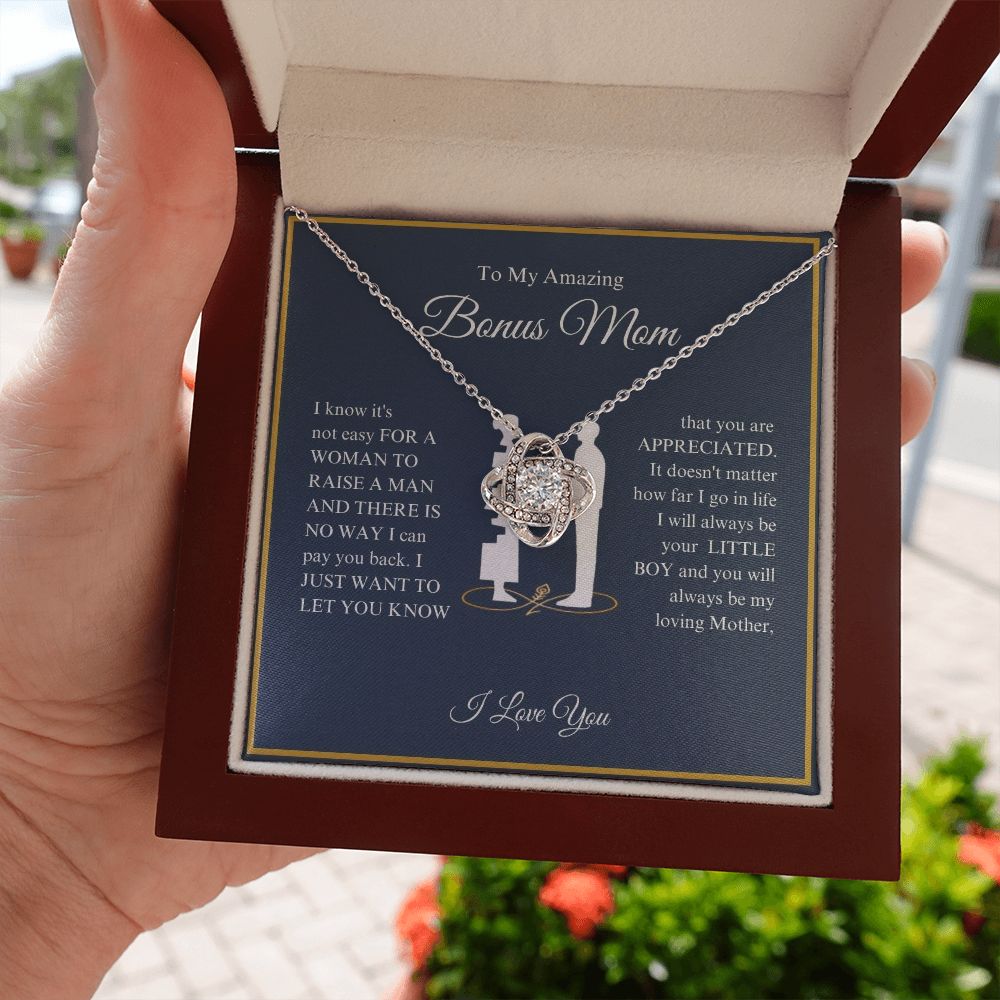 To My Amazing
Bonus Mom
I know it's
not easy FOR A
WOMAN TO
RAISE A MAN
AND THERE IS
NO WAY I can
pay you back. I
JUST WANT TO
LET YOU KNOW
that you are
APPRECIATED.
It doesn't matter
how far I go in life
I will always be
your LITTLE
BOY and you will
always be my
loving Mother,
I Love You